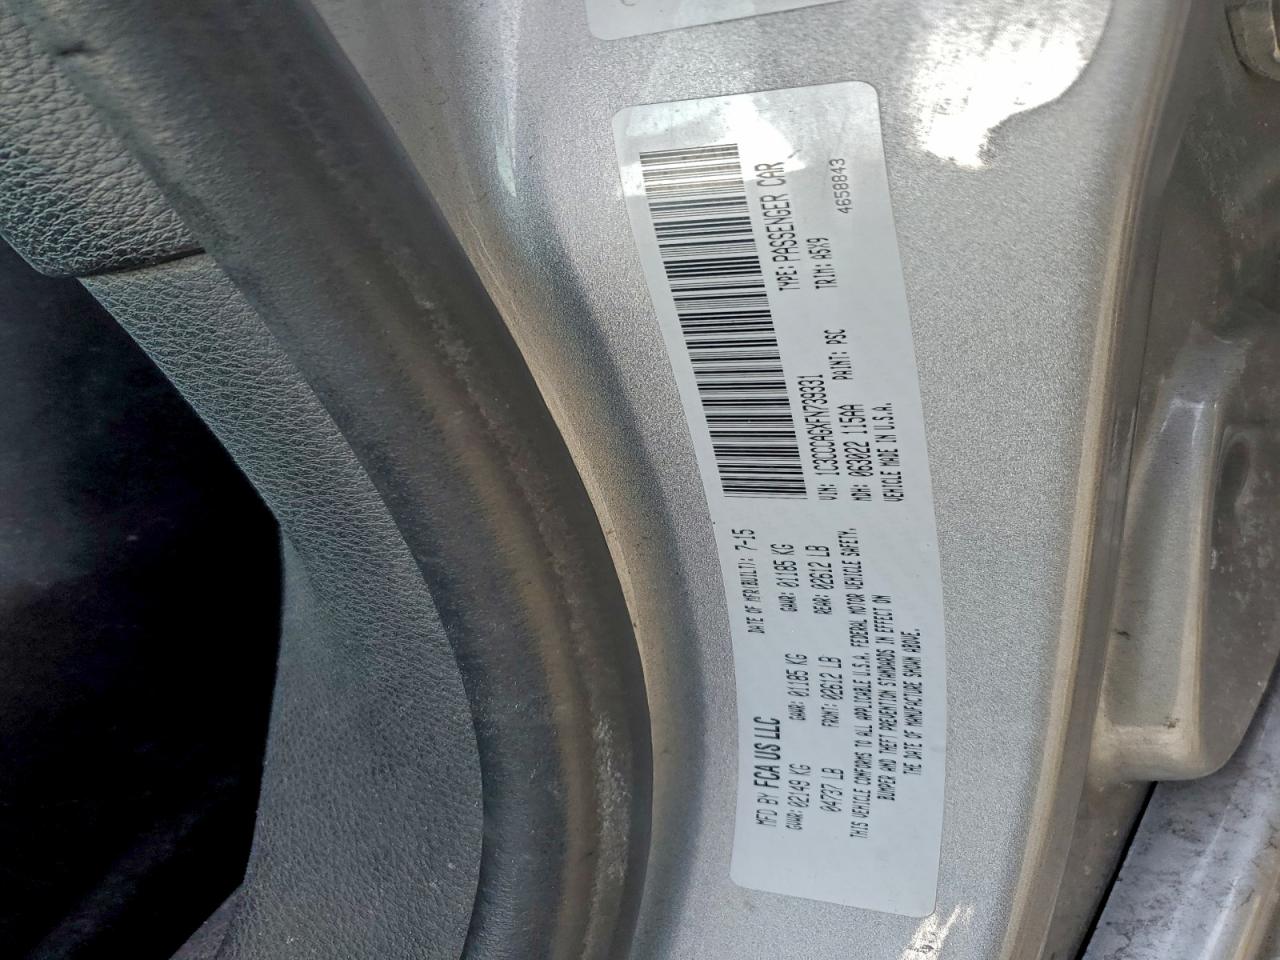 MFD BY FCA US LLC
DATE OF MFR(BUILT): 7-15
GVWR: 02149 KG
GAWR: 01185 KG
GAWR: 01185 KG
04737 LB
FRONT: 02612 LB
REAR: 02612 LB
THIS VEHICLE CONFORMS TO ALL APPLICABLE U.S.A. FEDERAL MOTOR VEHICLE SAFETY,
BUMPER AND THEFT PREVENTION STANDARDS IN EFFECT ON
THE DATE OF MANUFACTURE SHOWN ABOVE.
TYPE: PASSENGER CAR
VIN: 1C3CCCAGXFN739331
TRIM: A5X9
MDH: 063022 115AA
PAINT: PSC
4658843
VEHICLE MADE IN U.S.A.